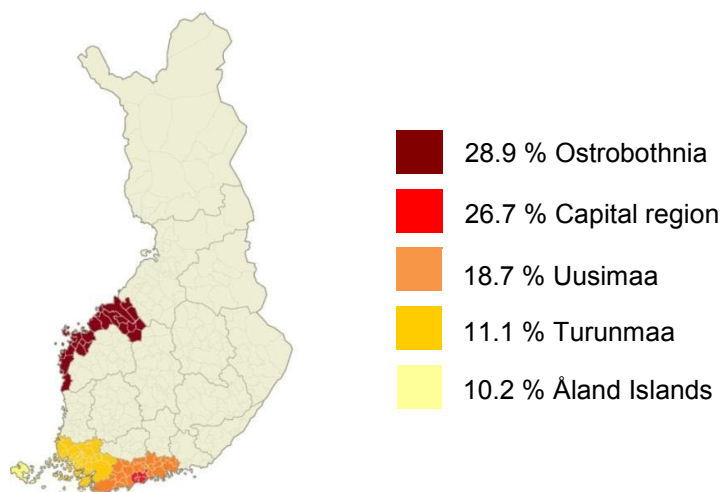 28.9 % Ostrobothnia
26.7 % Capital region
18.7 % Uusimaa
11.1 % Turunmaa
10.2 % Åland Islands